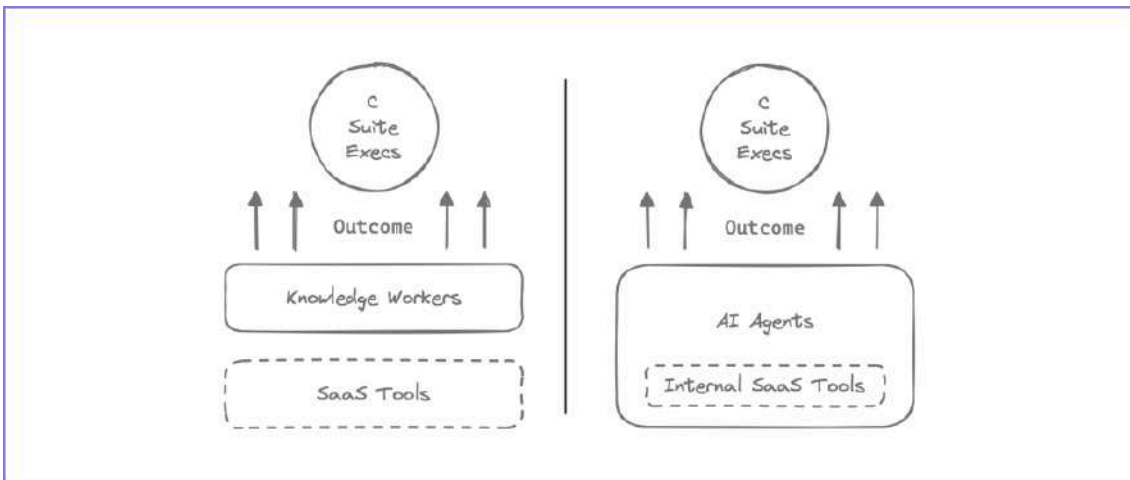 C
Suite
Execs
Outcome
Knowledge Workers
SaaS Tools
C
Suite
Execs
Outcome
AI Agents
Internal SaaS Tools